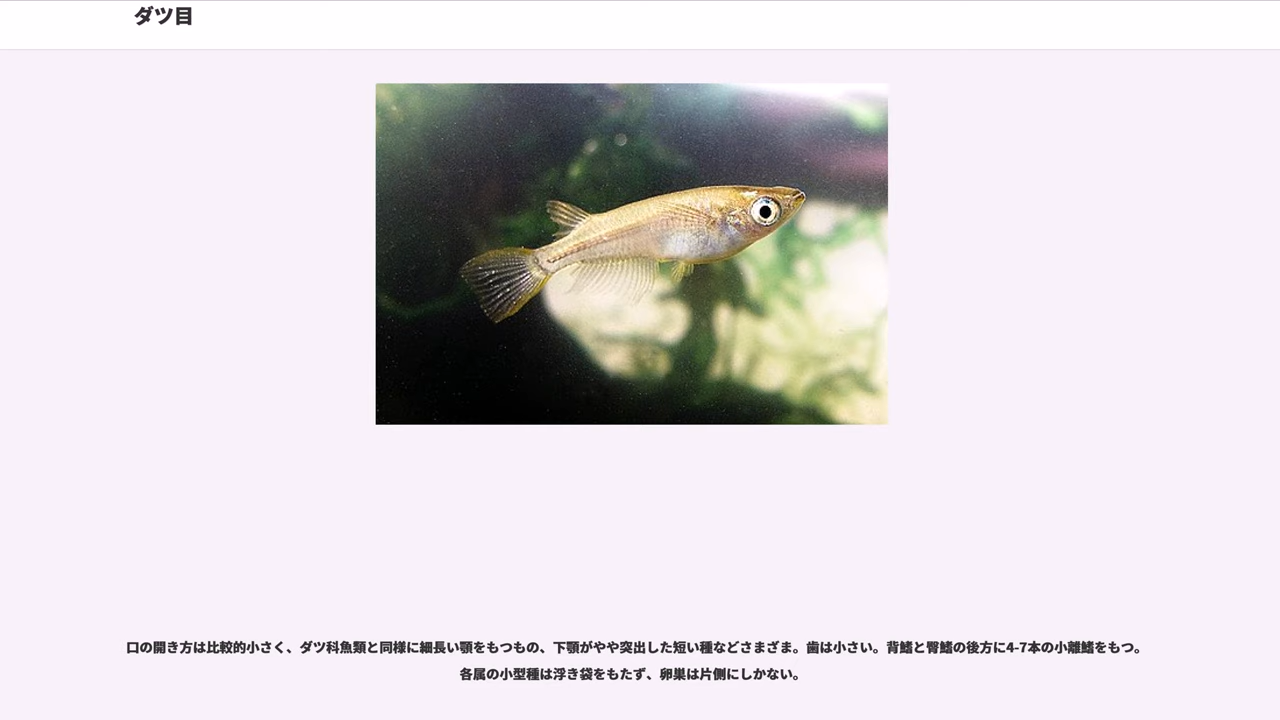 ダツ目
口の開き方は比較的小さく、ダツ科魚類と同様に細長い顎をもつもの、下顎がやや突出した短い種などさまざま。歯は小さい。背鰭と臀鰭の後方に4-7本の小離鰭をもつ。
各属の小型種は浮き袋をもたず、卵巣は片側にしかない。